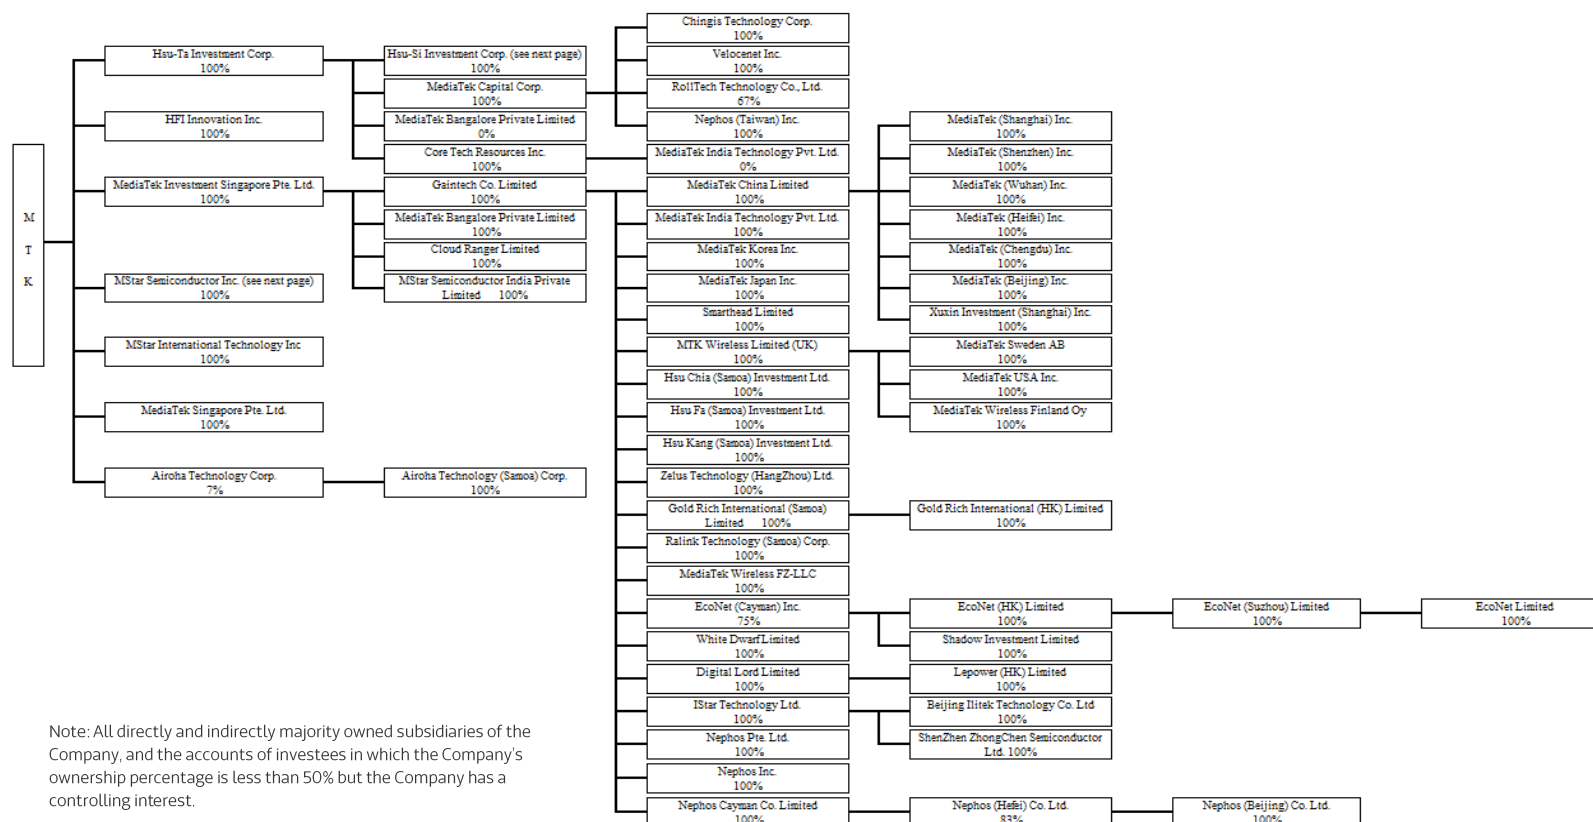 M
T
K
Hsu-Ta Investment Corp.
100%
HFI Innovation Inc.
100%
MediaTek Investment Singapore Pte. Ltd.
100%
MStar Semiconductor Inc. (see next page)
100%
MStar International Technology Inc
100%
MediaTek Singapore Pte. Ltd.
100%
Airoha Technology Corp.
7%
Hsu-Si Investment Corp. (see next page)
100%
MediaTek Capital Corp.
100%
MediaTek Bangalore Private Limited
0%
Core Tech Resources Inc.
100%
Gaintech Co. Limited
100%
MediaTek Bangalore Private Limited
100%
Cloud Ranger Limited
100%
MStar Semiconductor India Private
Limited 100%
Airoha Technology (Samoa) Corp.
100%
Chingis Technology Corp.
100%
Velocenet Inc.
100%
RollTech Technology Co., Ltd.
67%
Nephos (Taiwan) Inc.
100%
MediaTek India Technology Pvt. Ltd.
0%
MediaTek China Limited
100%
MediaTek India Technology Pvt. Ltd.
100%
MediaTek Korea Inc.
100%
MediaTek Japan Inc.
100%
Smarthead Limited
100%
MTK Wireless Limited (UK)
100%
Hsu Chia (Samoa) Investment Ltd.
100%
Hsu Fa (Samoa) Investment Ltd.
100%
Hsu Kang (Samoa) Investment Ltd.
100%
Zelus Technology (HangZhou) Ltd.
100%
Gold Rich International (Samoa)
Limited 100%
Ralink Technology (Samoa) Corp.
100%
MediaTek Wireless FZ-LLC
100%
EcoNet (Cayman) Inc.
75%
White Dwarf Limited
100%
Digital Lord Limited
100%
IStar Technology Ltd.
100%
Nephos Pte. Ltd.
100%
Nephos Inc.
100%
Nephos Cayman Co. Limited
100%
MediaTek (Shanghai) Inc.
100%
MediaTek (Shenzhen) Inc.
100%
MediaTek (Wuhan) Inc.
100%
MediaTek (Heifei) Inc.
100%
MediaTek (Chengdu) Inc.
100%
MediaTek (Beijing) Inc.
100%
Xuxin Investment (Shanghai) Inc.
100%
MediaTek Sweden AB
100%
MediaTek USA Inc.
100%
MediaTek Wireless Finland Oy
100%
Gold Rich International (HK) Limited
100%
EcoNet (HK) Limited
100%
Shadow Investment Limited
100%
Lepower (HK) Limited
100%
Beijing Ilitek Technology Co. Ltd
100%
ShenZhen ZhongChen Semiconductor
Ltd. 100%
Nephos (Hefei) Co. Ltd.
83%
EcoNet (Suzhou) Limited
100%
Nephos (Beijing) Co. Ltd.
100%
EcoNet Limited
100%
Note: All directly and indirectly majority owned subsidiaries of the
Company, and the accounts of investees in which the Company's
ownership percentage is less than 50% but the Company has a
controlling interest.